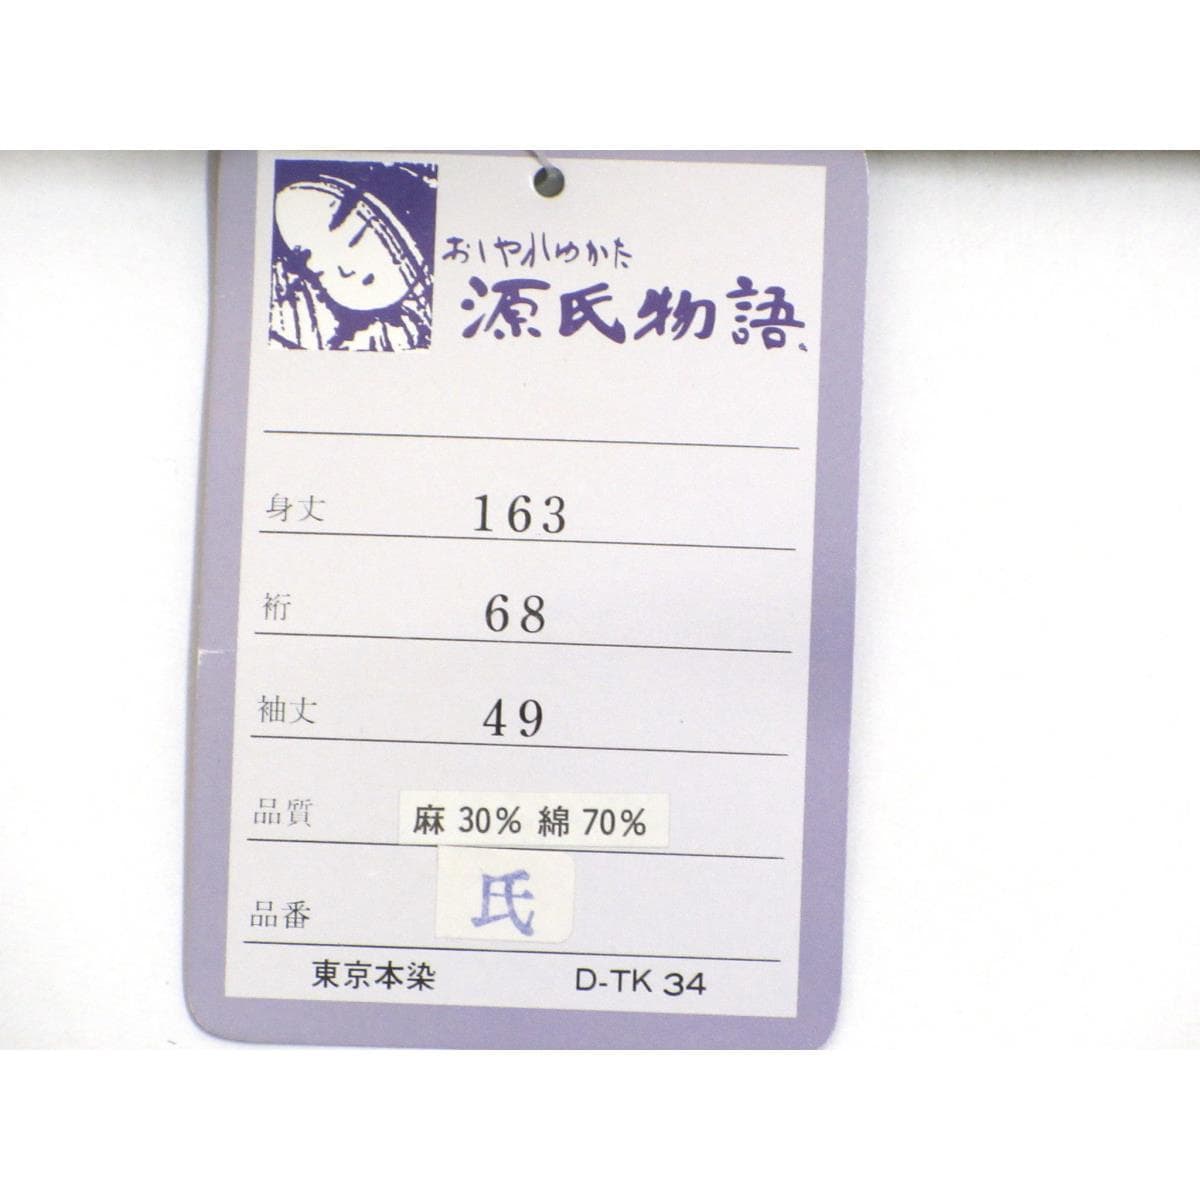 おしゃれゆかた
源氏物語
身丈 163
裄 68
袖丈 49
品質 麻 30% 綿 70%
品番 氏
東京本染 D-TK 34